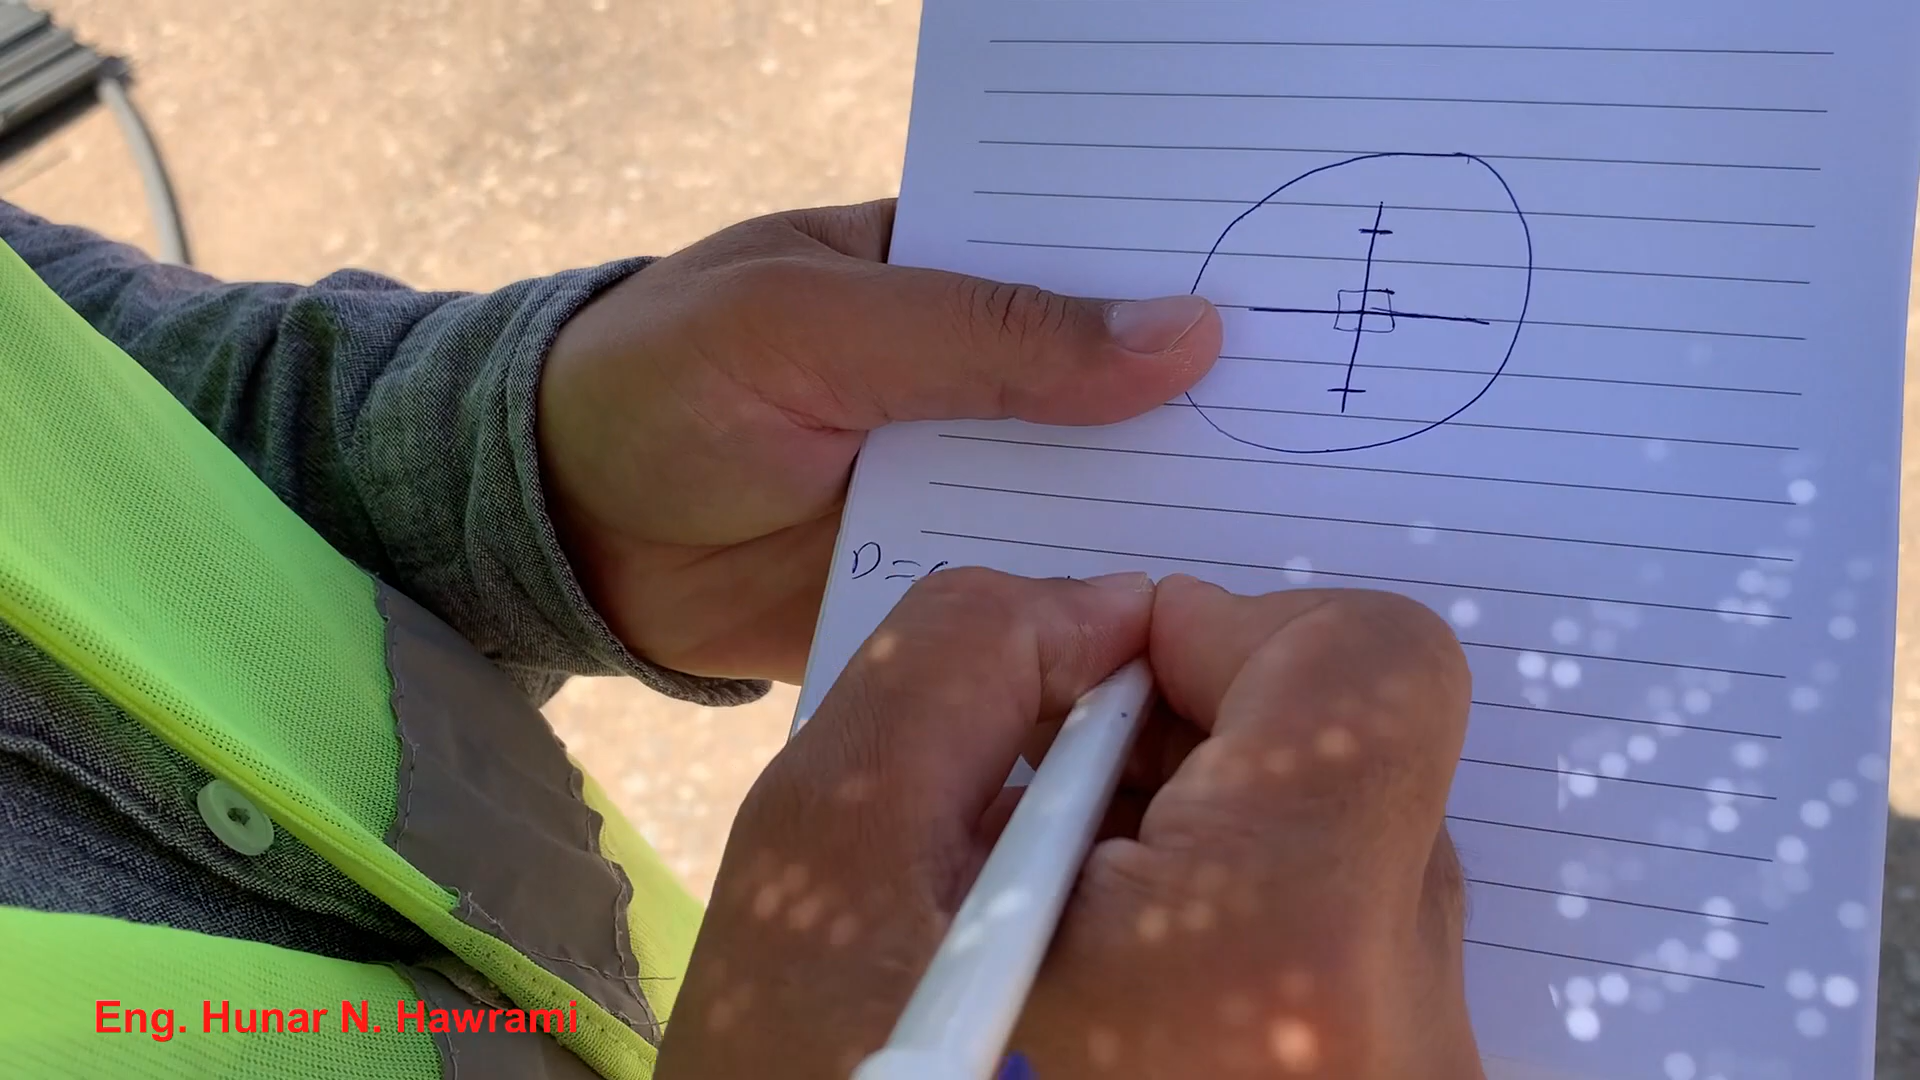 D =
Eng. Hunar N. Hawrami